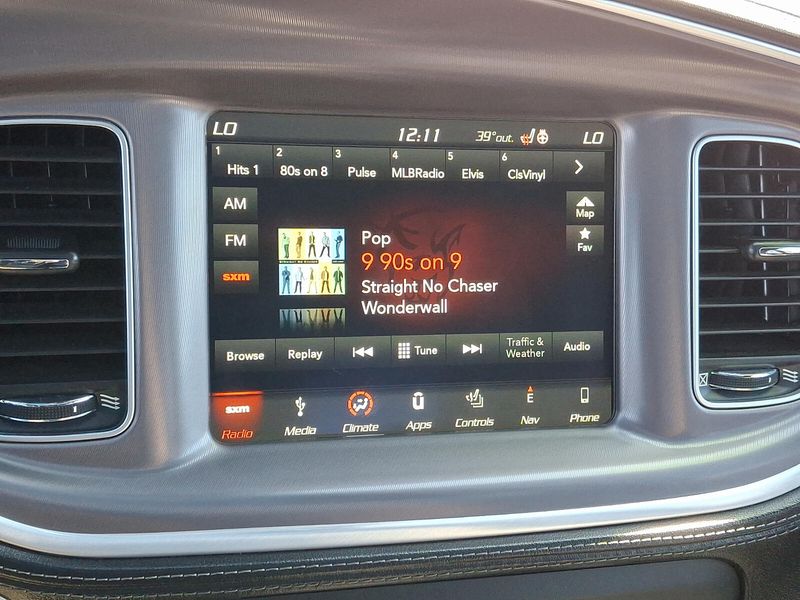 LO 12:11 39°out. LO
1 Hits 1 2 80s on 8 3 Pulse 4 MLBRadio 5 Elvis 6 ClsVinyl
AM
Map
FM
Fav
sxm
Pop
9 90s on 9
Straight No Chaser
Wonderwall
Browse Replay Tune Traffic & Weather Audio
sxm E
Radio Media Climate Apps Controls Nav Phone